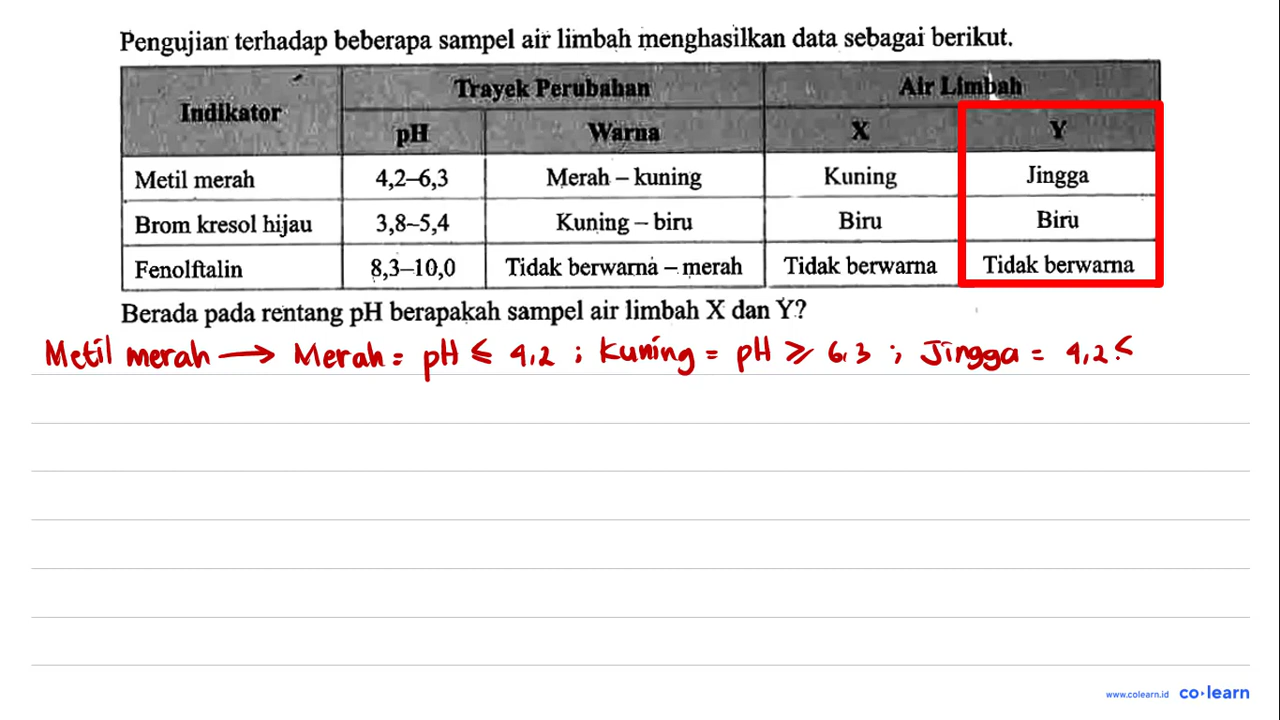 Pengujian terhadap beberapa sampel air limbah menghasilkan data sebagai berikut.
Indikator Trayek Perubahan Air Limbah
pH Warna X Y
Metil merah 4,2–6,3 Merah – kuning Kuning Jingga
Brom kresol hijau 3,8–5,4 Kuning – biru Biru Biru
Fenolftalin 8,3–10,0 Tidak berwarna – merah Tidak berwarna Tidak berwarna
Berada pada rentang pH berapakah sampel air limbah X dan Y?
Metil merah → Merah = pH ≤ 4,2 ; Kuning = pH ≥ 6,3 ; Jingga = 4,2 <
www.colearn.id co·learn